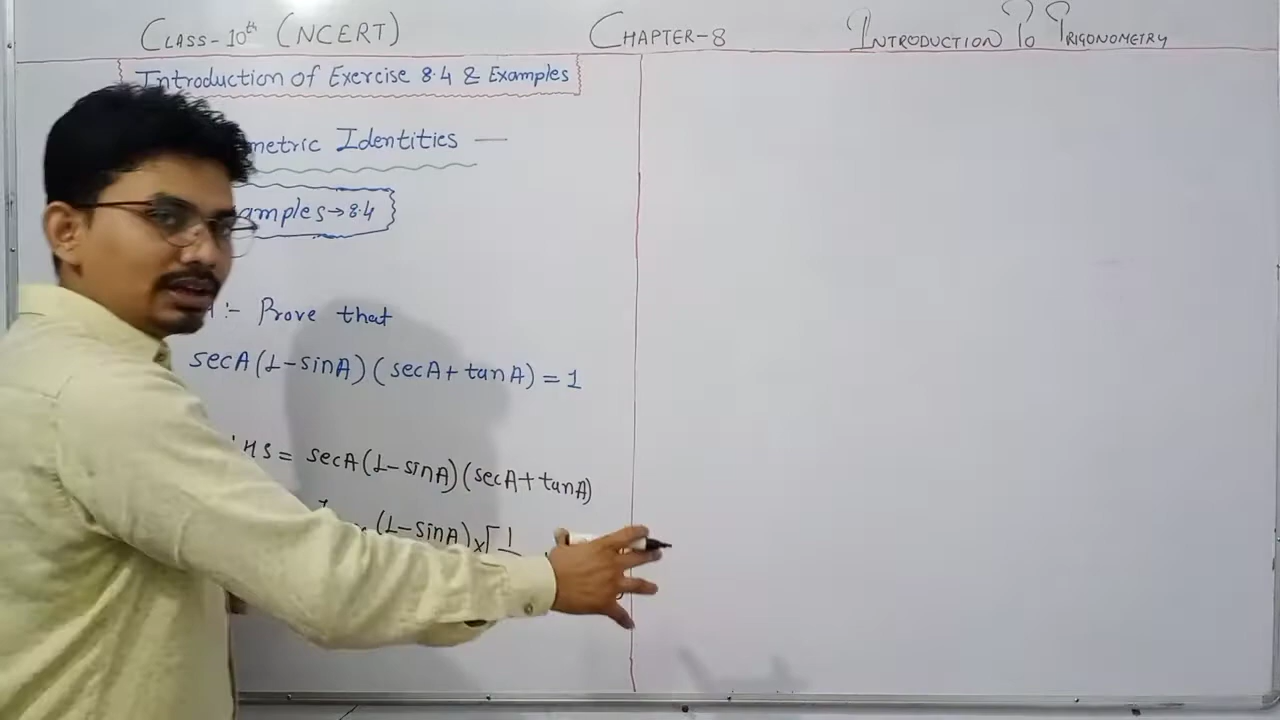 CLASS-10th (NCERT) CHAPTER-8 INTRODUCTION TO TRIGONOMETRY
Introduction of Exercise 8.4 & Examples
metric Identities —
amples→8.4
:- Prove that
secA(1-sinA)(secA+tanA)=1
HS = secA(1-sinA)(secA+tanA)
(1-sinA)×[1